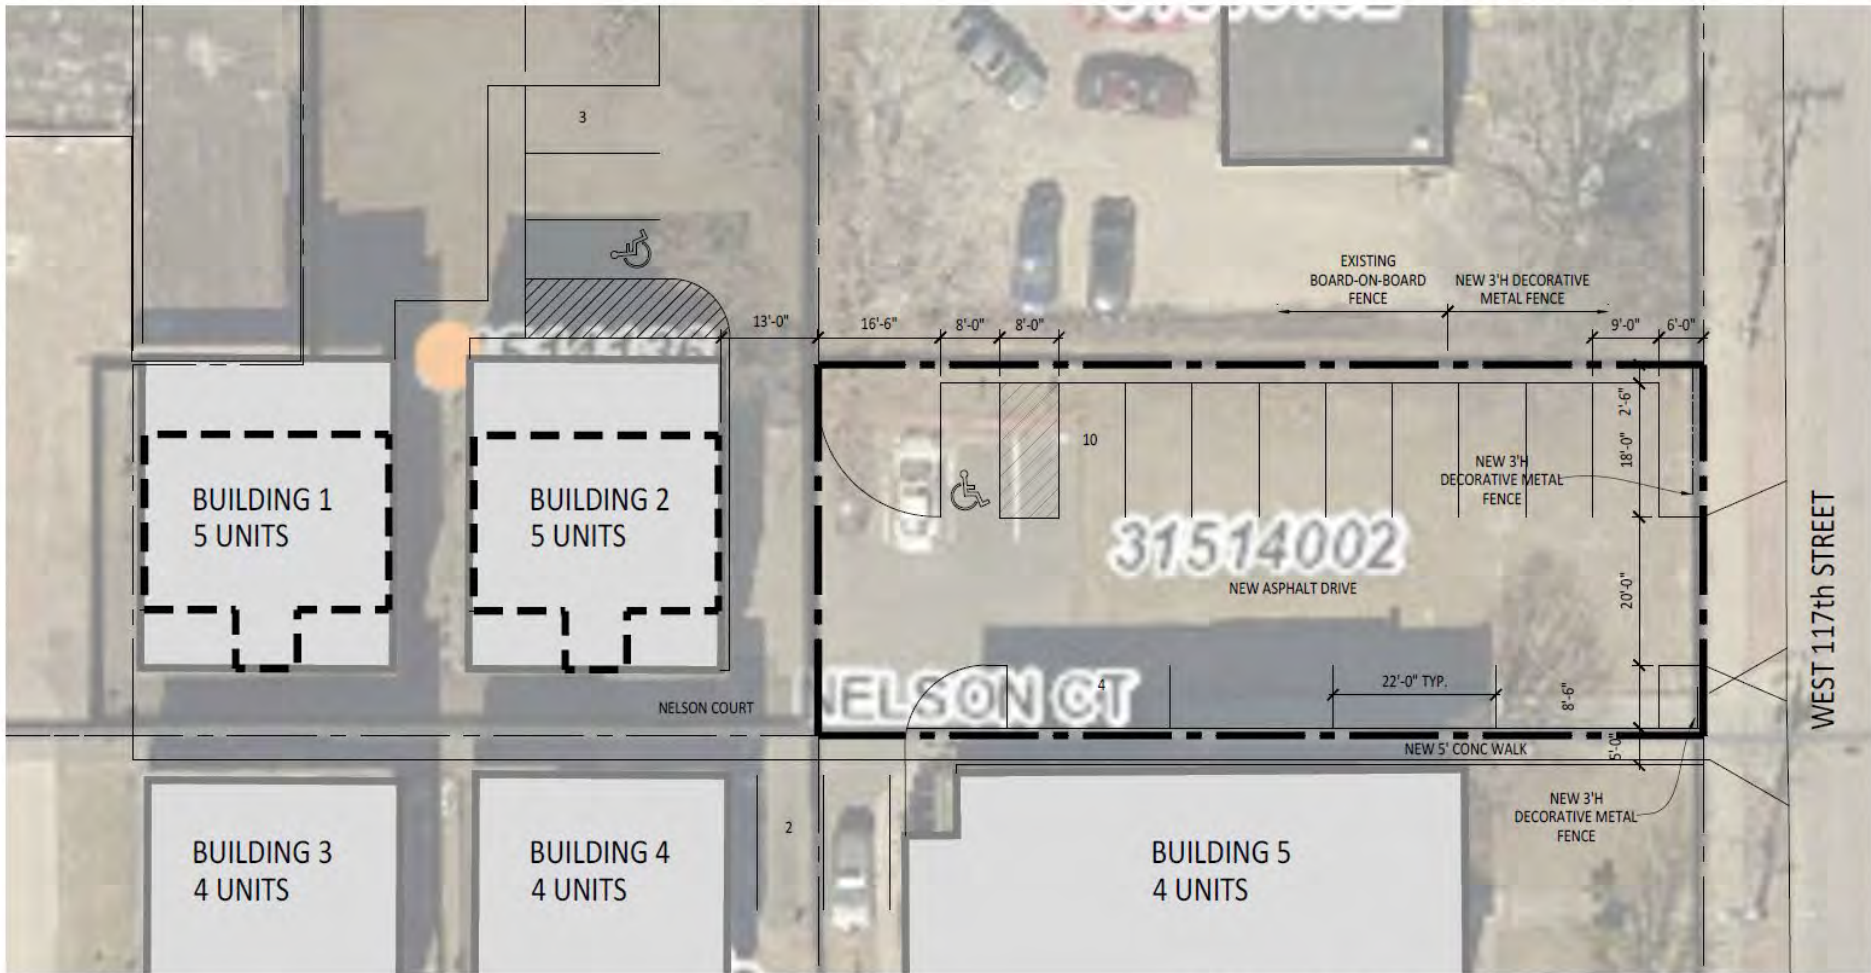 3
EXISTING
BOARD-ON-BOARD
FENCE
NEW 3'H DECORATIVE
METAL FENCE
13'-0"
16'-6"
8'-0"
8'-0"
9'-0"
6'-0"
2'-6"
10
18'-0"
NEW 3'H
DECORATIVE METAL
FENCE
BUILDING 1
5 UNITS
BUILDING 2
5 UNITS
31514002
NEW ASPHALT DRIVE
20'-0"
WEST 117th STREET
NELSON COURT
NELSON CT
4
22'-0" TYP.
8'-6"
NEW 5' CONC WALK
5'-0"
2
NEW 3'H
DECORATIVE METAL
FENCE
BUILDING 3
4 UNITS
BUILDING 4
4 UNITS
BUILDING 5
4 UNITS